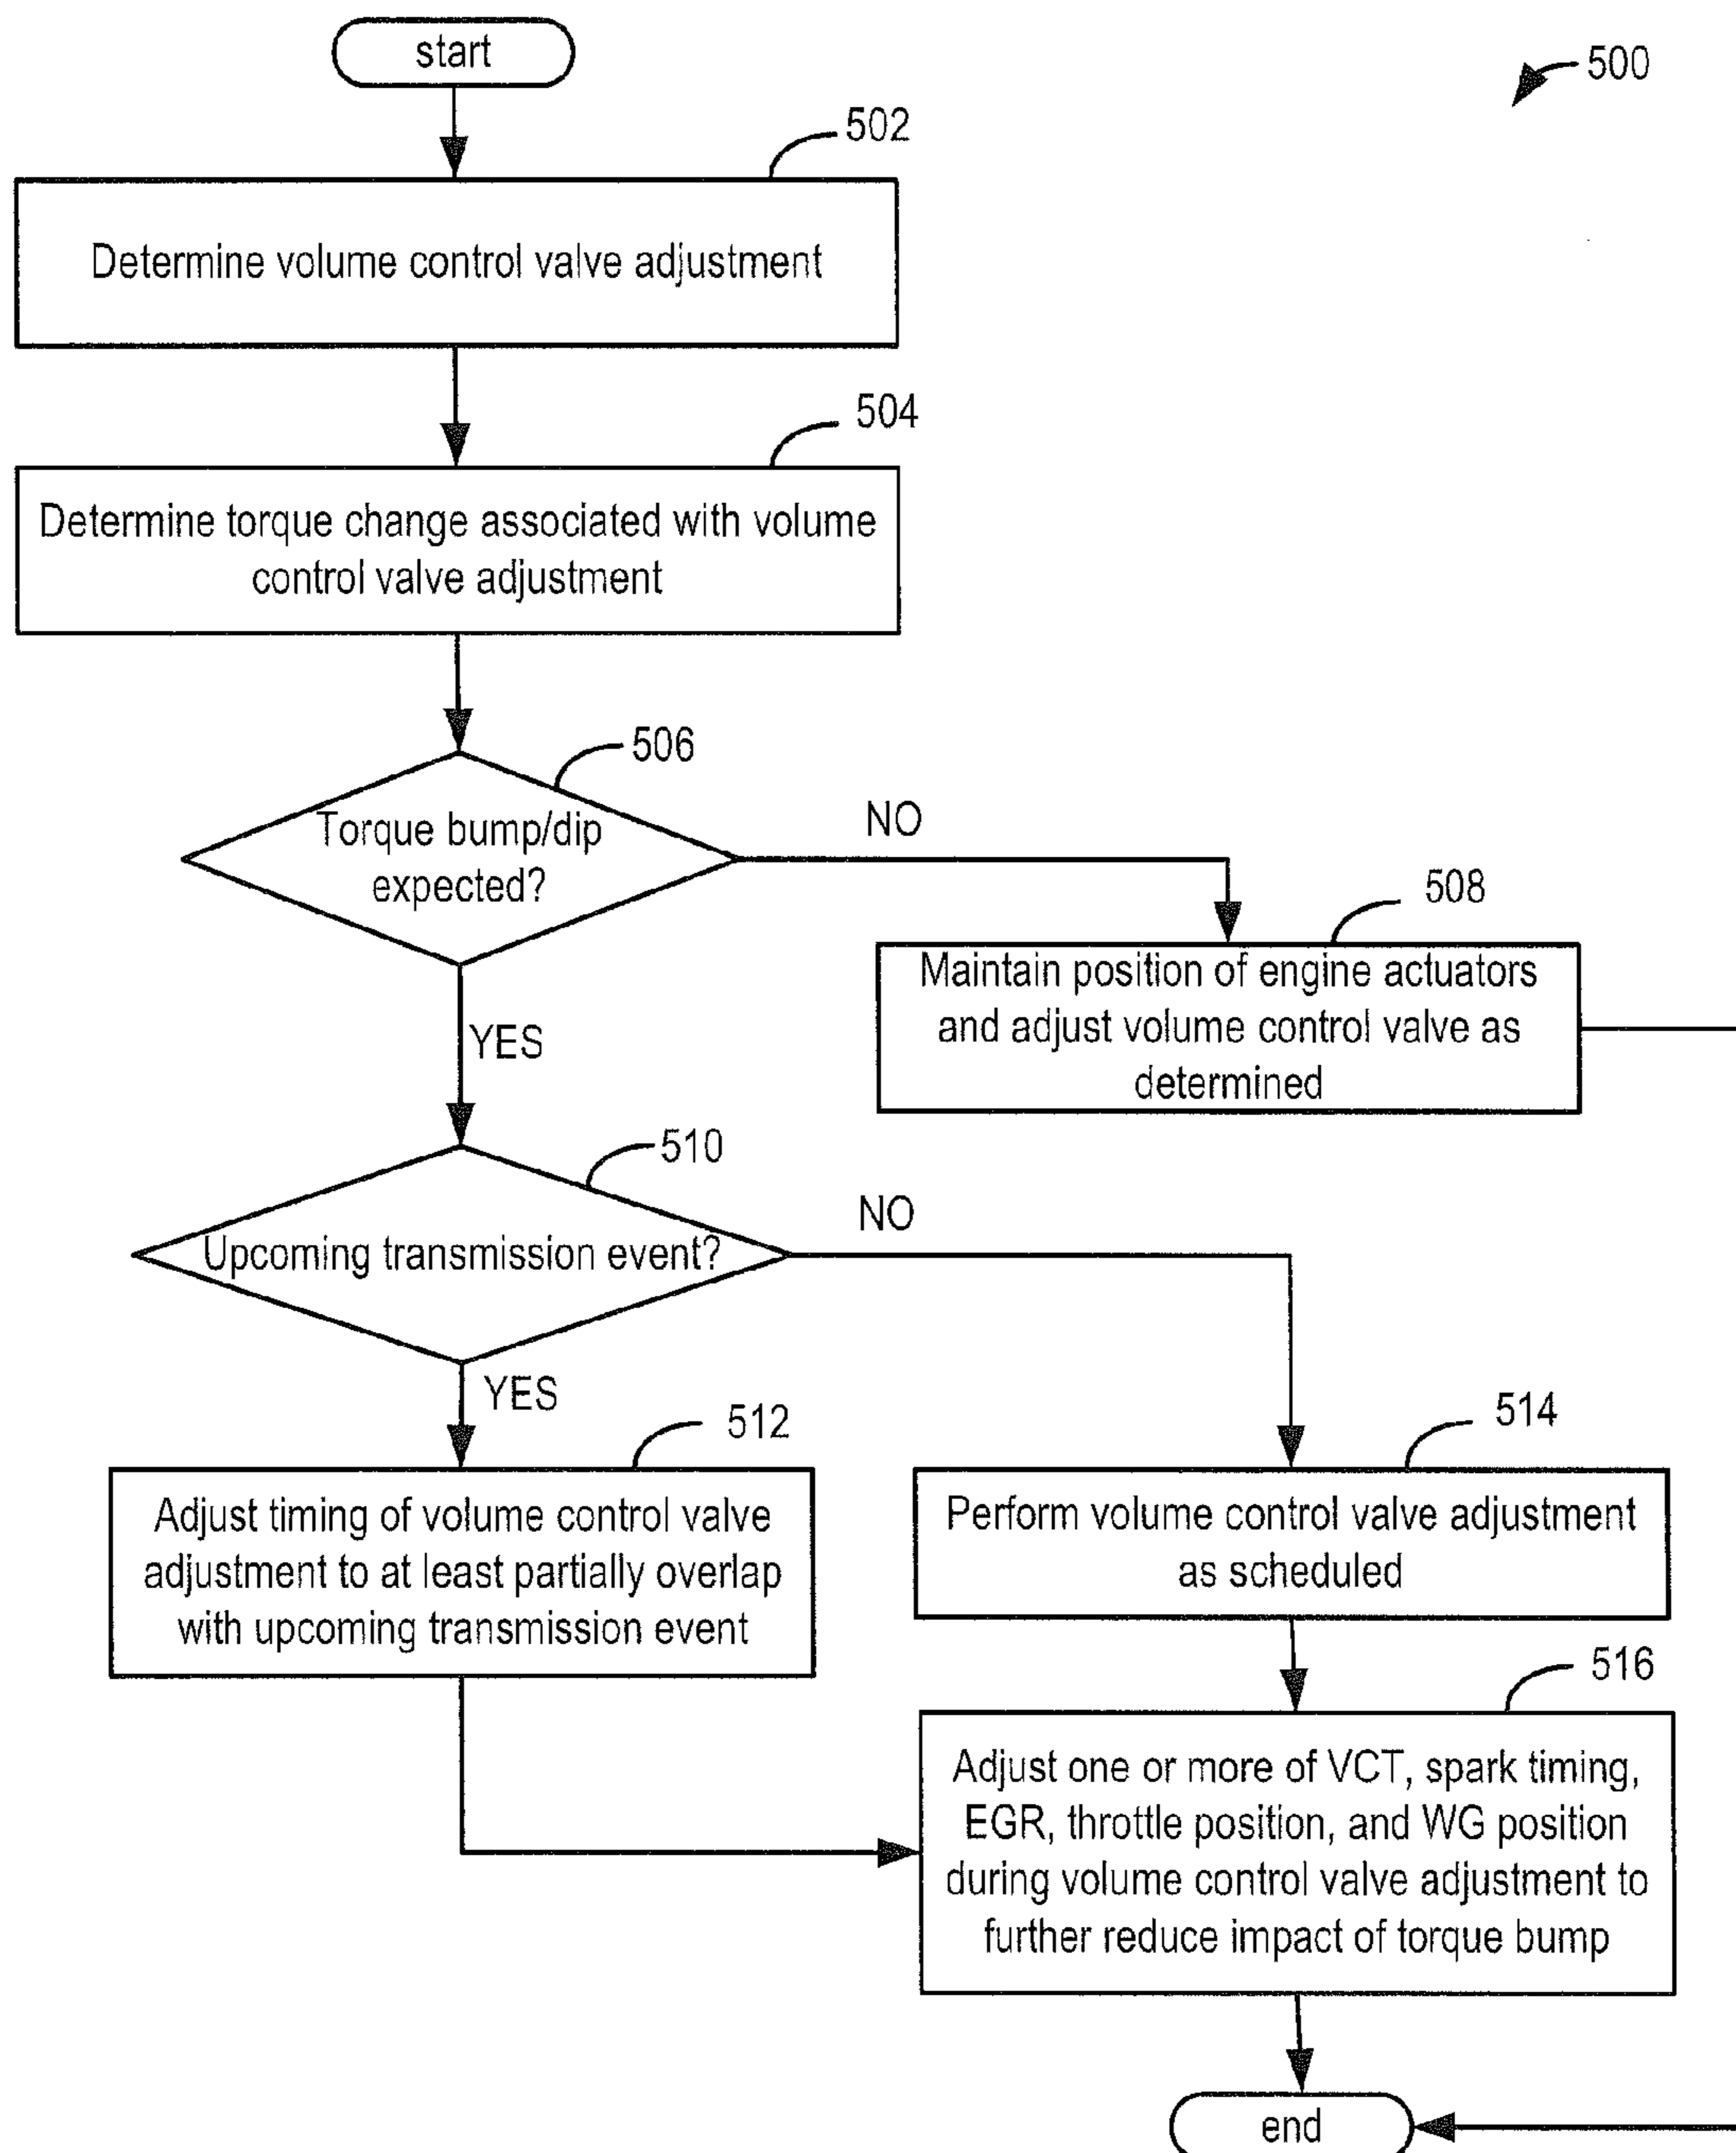 start
500
502
Determine volume control valve adjustment
504
Determine torque change associated with volume
control valve adjustment
506
Torque bump/dip
expected?
NO
508
Maintain position of engine actuators
and adjust volume control valve as
determined
YES
510
Upcoming transmission event?
NO
YES
512
Adjust timing of volume control valve
adjustment to at least partially overlap
with upcoming transmission event
514
Perform volume control valve adjustment
as scheduled
516
Adjust one or more of VCT, spark timing,
EGR, throttle position, and WG position
during volume control valve adjustment to
further reduce impact of torque bump
end